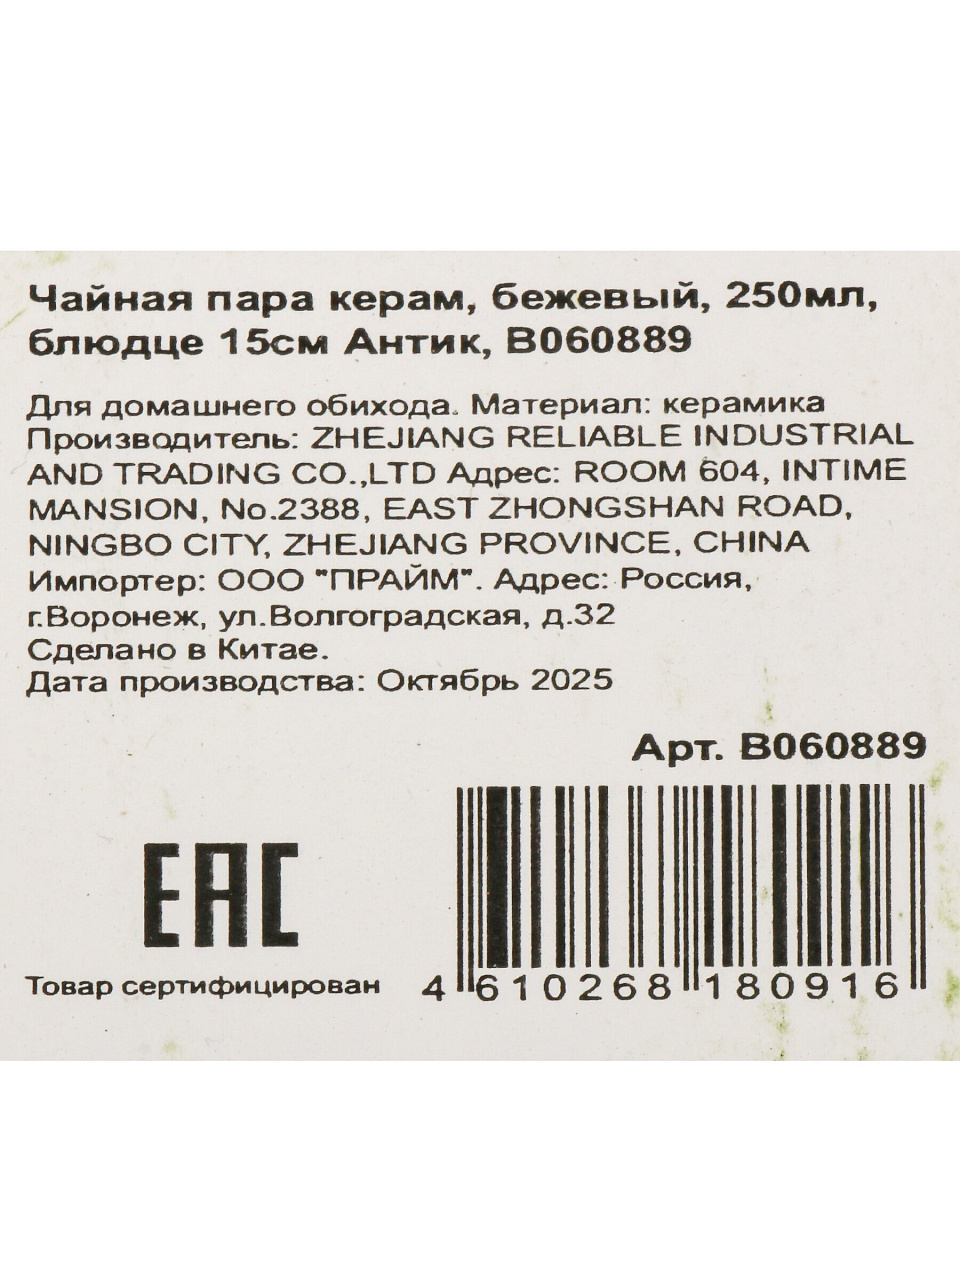 Чайная пара керам, бежевый, 250мл,
блюдце 15см Антик, B060889
Для домашнего обихода. Материал: керамика
Производитель: ZHEJIANG RELIABLE INDUSTRIAL
AND TRADING CO.,LTD Адрес: ROOM 604, INTIME
MANSION, No.2388, EAST ZHONGSHAN ROAD,
NINGBO CITY, ZHEJIANG PROVINCE, CHINA
Импортер: ООО "ПРАЙМ". Адрес: Россия,
г.Воронеж, ул.Волгоградская, д.32
Сделано в Китае.
Дата производства: Октябрь 2025
Арт. B060889
EAC
Товар сертифицирован
4 610268 180916